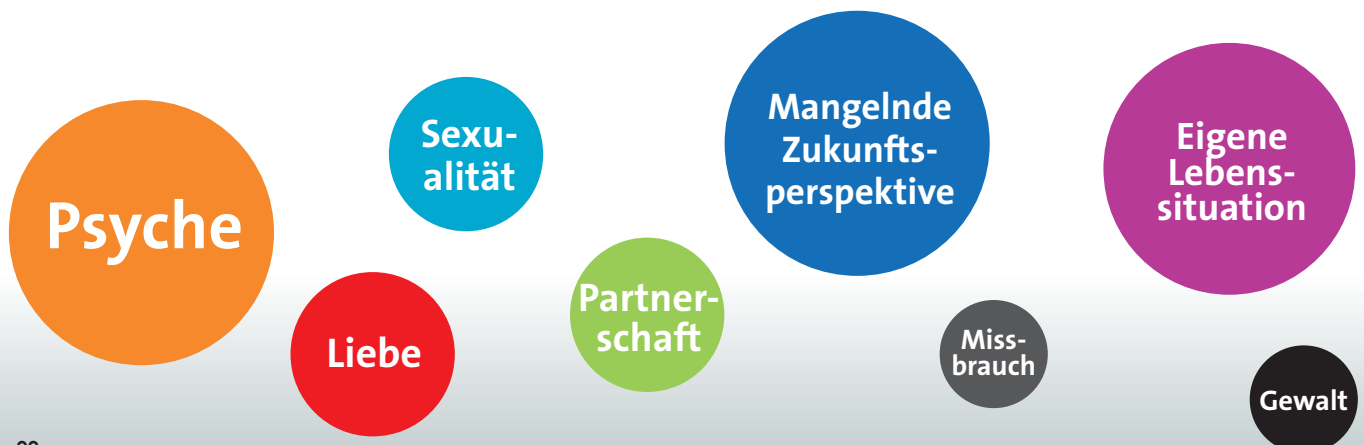 Psyche
Sexu-
alität
Liebe
Partner-
schaft
Mangelnde
Zukunfts-
perspektive
Miss-
brauch
Eigene
Lebens-
situation
Gewalt